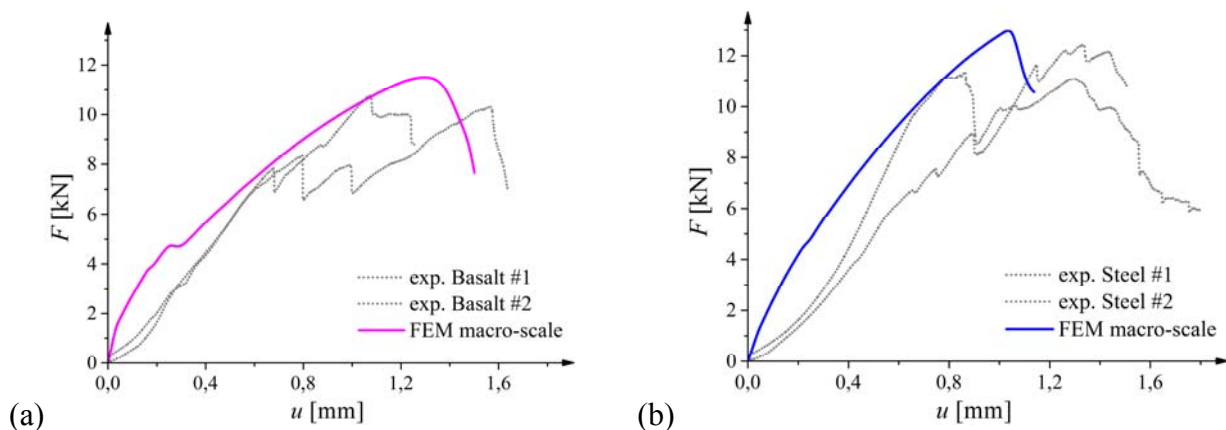 F [kN]
12
10
8
6
4
2
0
0,0 0,4 0,8 1,2 1,6
u [mm]
exp. Basalt #1
exp. Basalt #2
FEM macro-scale
(a)
F [kN]
12
10
8
6
4
2
0
0,0 0,4 0,8 1,2 1,6
u [mm]
exp. Steel #1
exp. Steel #2
FEM macro-scale
(b)